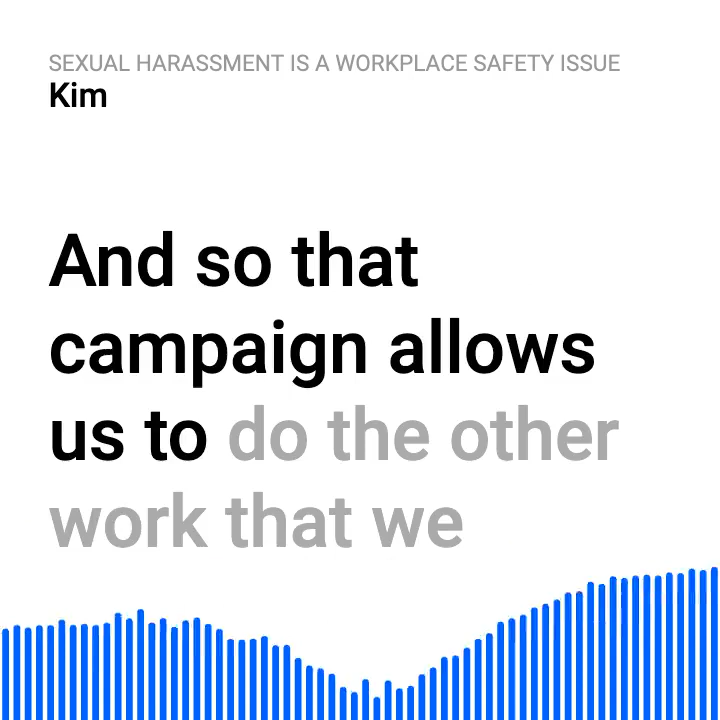 SEXUAL HARASSMENT IS A WORKPLACE SAFETY ISSUE
Kim
And so that
campaign allows
us to do the other
work that we